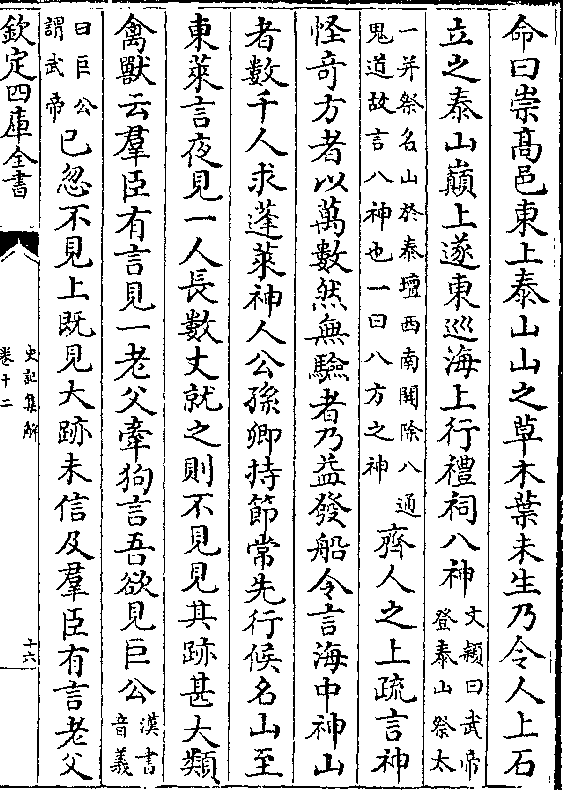 命曰崇髙邑東上泰山山之草木葉未生乃令人上石
立之泰山巔上遂東巡海上行禮祠八神文頴曰武帝登泰山祭太
一并祭名山於泰壇西南開除八通鬼道故言八神也一曰八方之神齊人之上疏言神
怪竒方者以萬數然無驗者乃益發船令言海中神山
者數千人求蓬萊神人公孫卿持節常先行候名山至
東萊言夜見一人長數丈就之則不見見其跡甚大類
禽獸云羣臣有言見一老父牽狗言吾欲見巨公漢書音義
曰巨公謂武帝已忽不見上既見大跡未信及羣臣有言老父
欽定四庫全書
史記集解
卷十二
十六